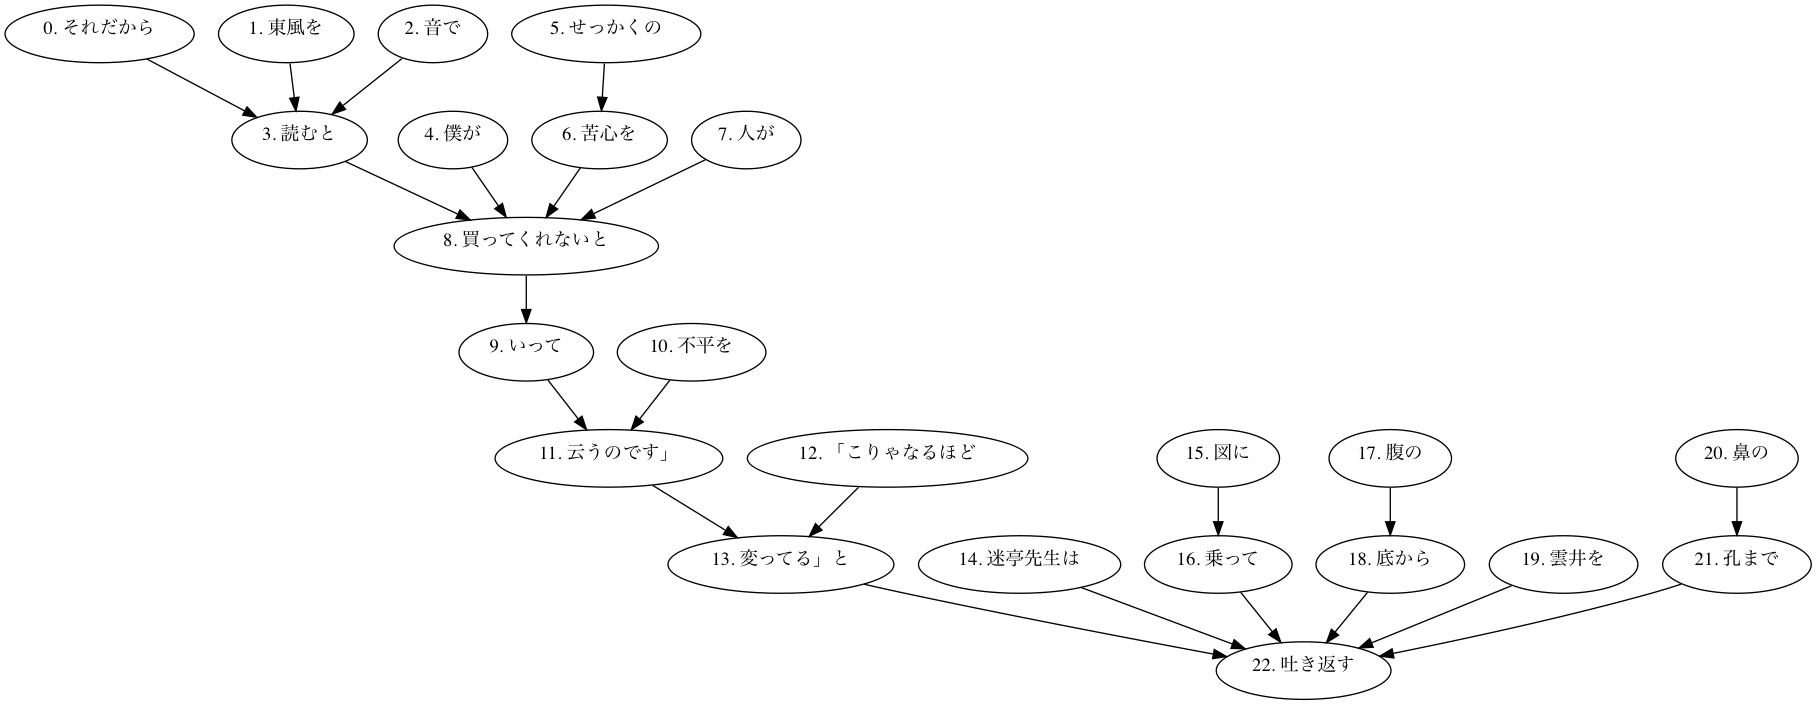 0. それだから
1. 東風を
2. 音で
5. せっかくの
3. 読むと
4. 僕が
6. 苦心を
7. 人が
8. 買ってくれないと
9. いって
10. 不平を
11. 云うのです」
12. 「こりゃなるほど
15. 図に
17. 腹の
20. 鼻の
13. 変ってる」と
14. 迷亭先生は
16. 乗って
18. 底から
19. 雲井を
21. 孔まで
22. 吐き返す